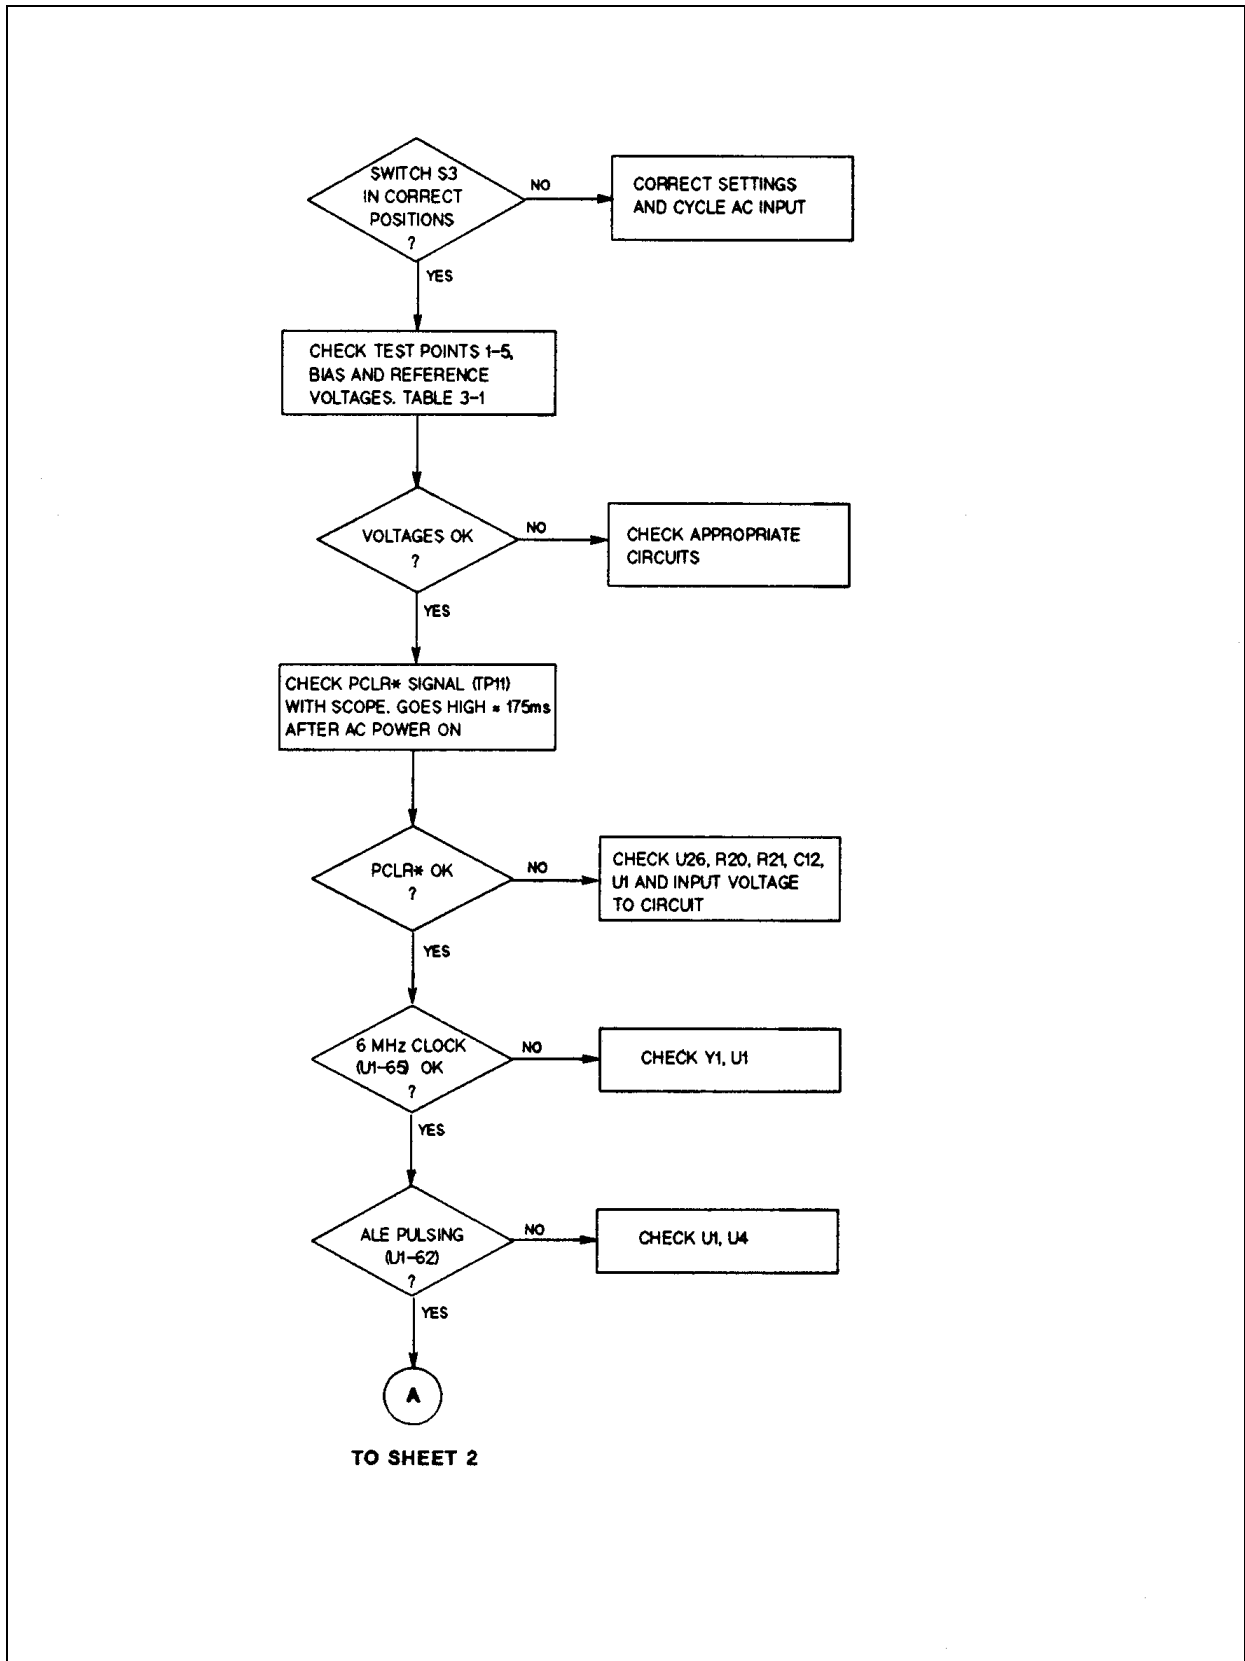 SWITCH S3
IN CORRECT
POSITIONS
?
NO
CORRECT SETTINGS
AND CYCLE AC INPUT
YES
CHECK TEST POINTS 1-5,
BIAS AND REFERENCE
VOLTAGES. TABLE 3-1
VOLTAGES OK
?
NO
CHECK APPROPRIATE
CIRCUITS
YES
CHECK PCLR* SIGNAL (TP11)
WITH SCOPE. GOES HIGH ≈ 175ms
AFTER AC POWER ON
PCLR* OK
?
NO
CHECK U26, R20, R21, C12,
U1 AND INPUT VOLTAGE
TO CIRCUIT
YES
6 MHz CLOCK
(U1-65) OK
?
NO
CHECK Y1, U1
YES
ALE PULSING
(U1-62)
?
NO
CHECK U1, U4
YES
A
TO SHEET 2